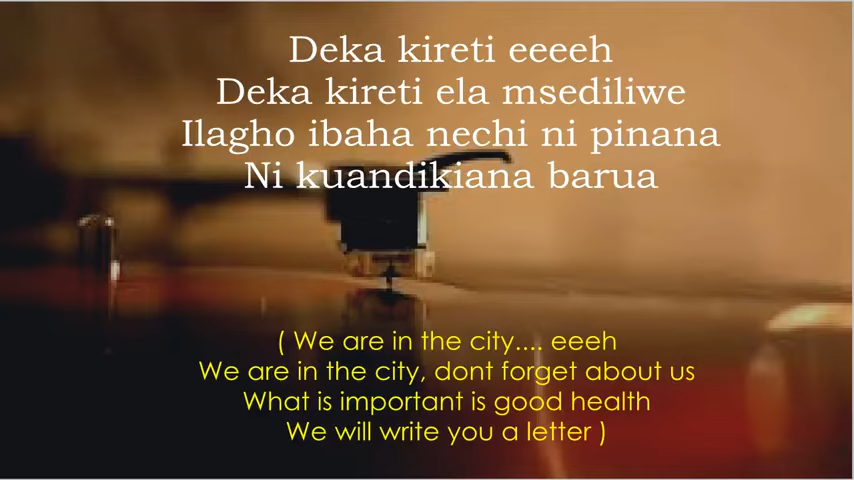 Deka kireti eeeeh
Deka kireti ela msediliwe
Ilagho ibaha nechi ni pinana
Ni kuandikiana barua
( We are in the city.... eeeh
We are in the city, dont forget about us
What is important is good health
We will write you a letter )